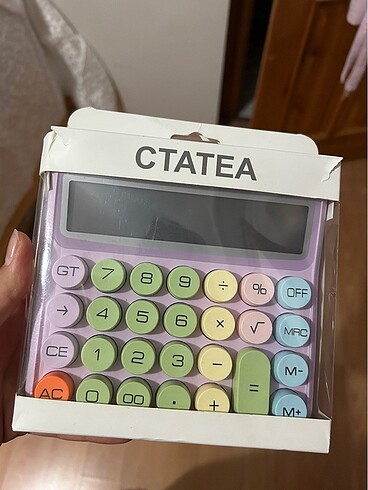 CTATEA
GT 7 8 9 ÷ % OFF
→ 4 5 6 × √ MRC
CE 1 2 3 − = M-
AC 0 00 . + M+